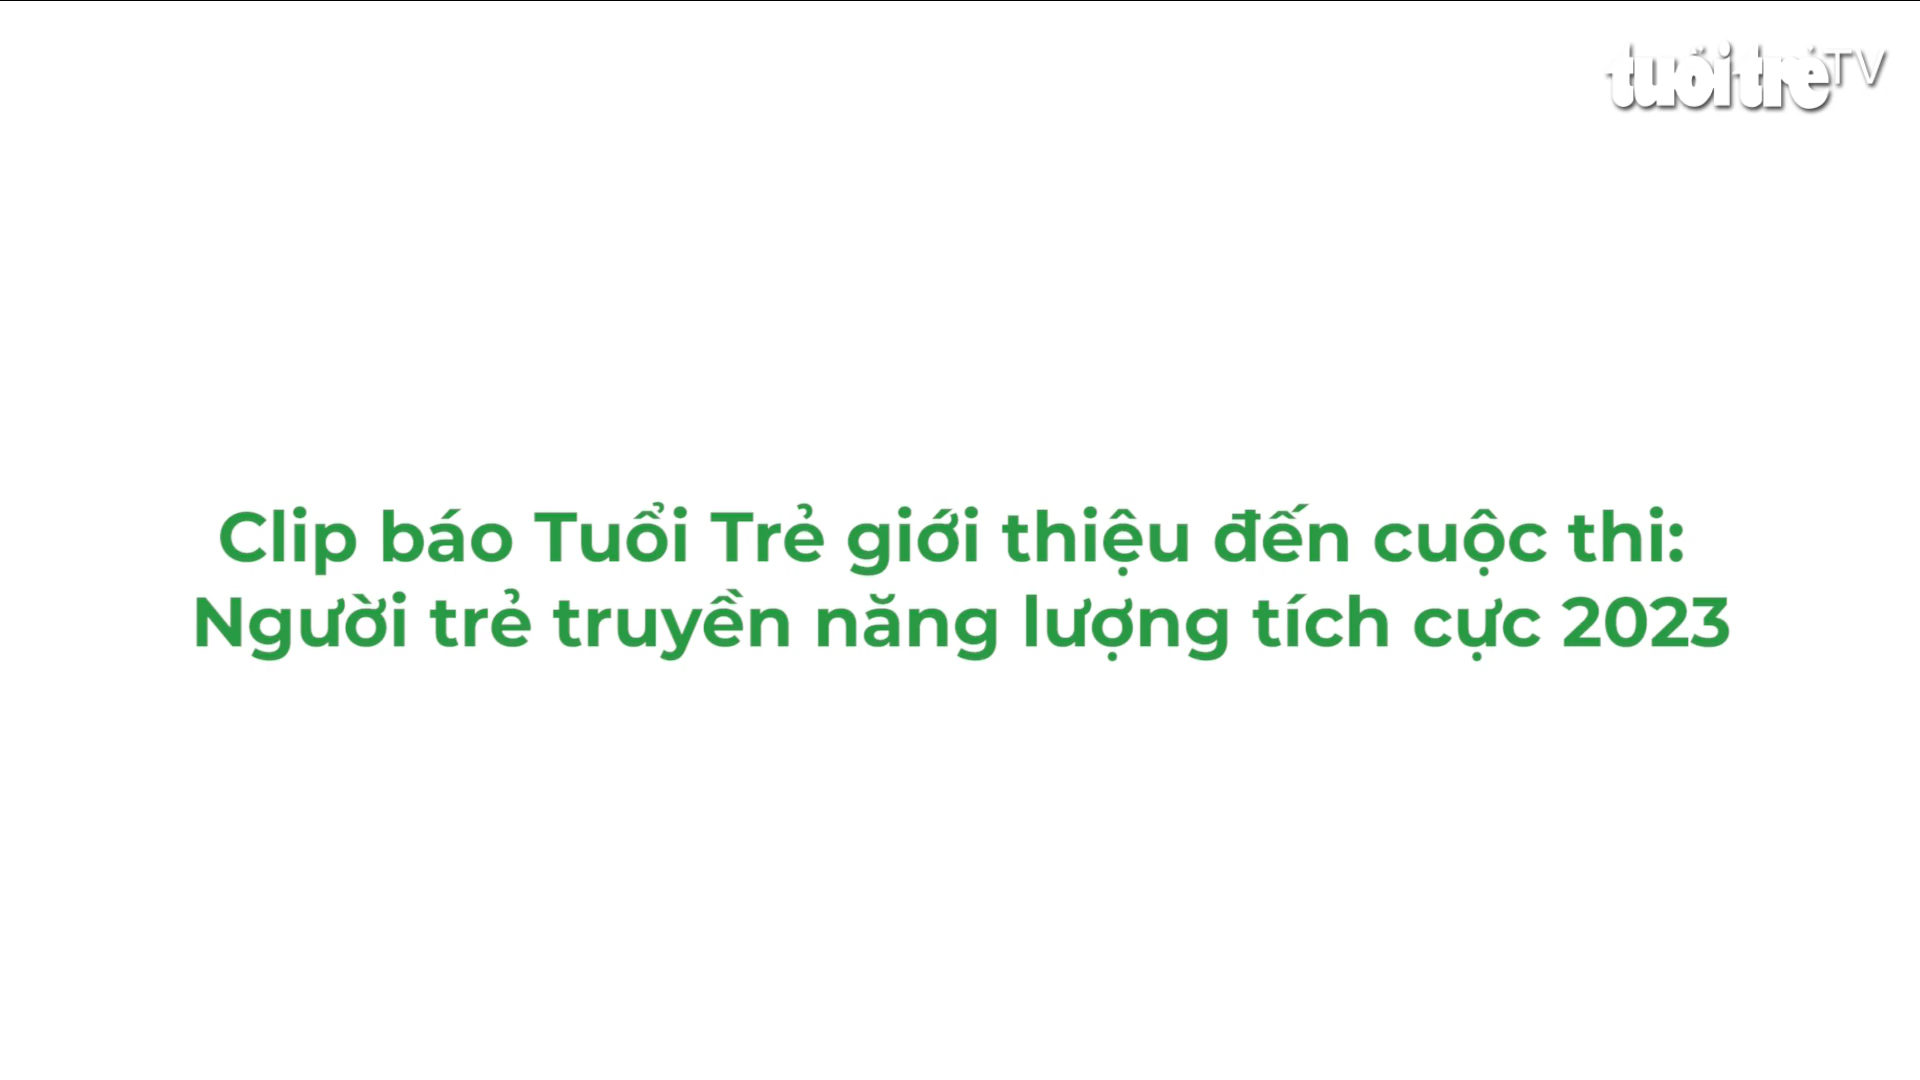 tuổi trẻ TV
Clip báo Tuổi Trẻ giới thiệu đến cuộc thi:
Người trẻ truyền năng lượng tích cực 2023